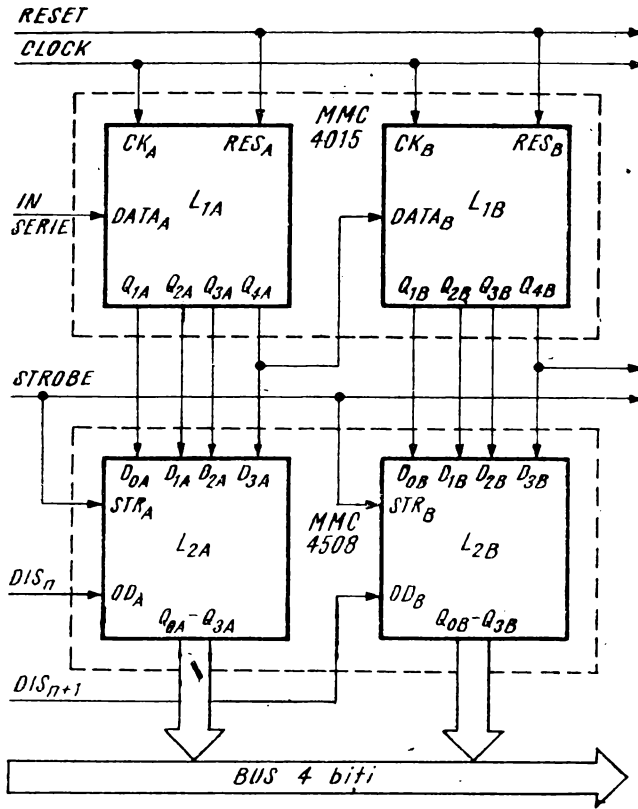 RESET
CLOCK
MMC
4015
CK_A RES_A
CK_B RES_B
IN
SERIE
DATA_A
L_1A
DATA_B
L_1B
Q_1A Q_2A Q_3A Q_4A
Q_1B Q_2B Q_3B Q_4B
STROBE
D_0A D_1A D_2A D_3A
D_0B D_1B D_2B D_3B
STR_A
STR_B
MMC
4508
L_2A
L_2B
DIS_n
OD_A
OD_B
Q_0A-Q_3A
Q_0B-Q_3B
DIS_n+1
BUS 4 biti